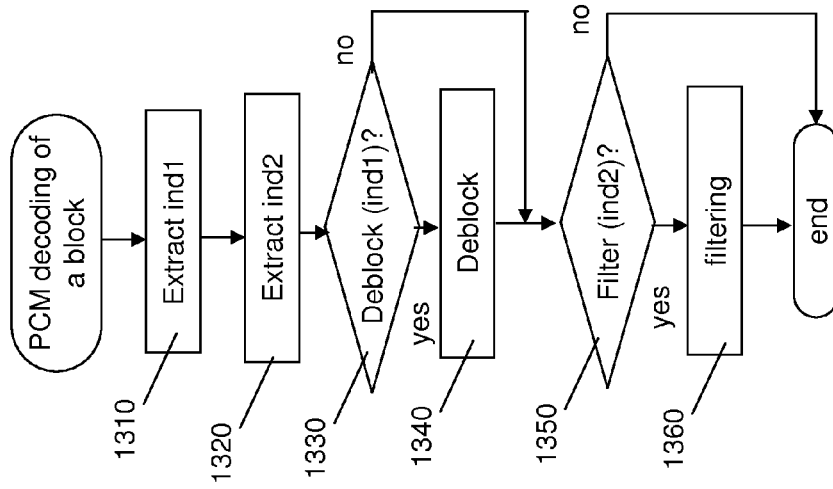 PCM decoding of
a block
1310
Extract ind1
1320
Extract ind2
1330
Deblock (ind1)?
no
yes
1340
Deblock
1350
Filter (ind2)?
no
yes
1360
filtering
end